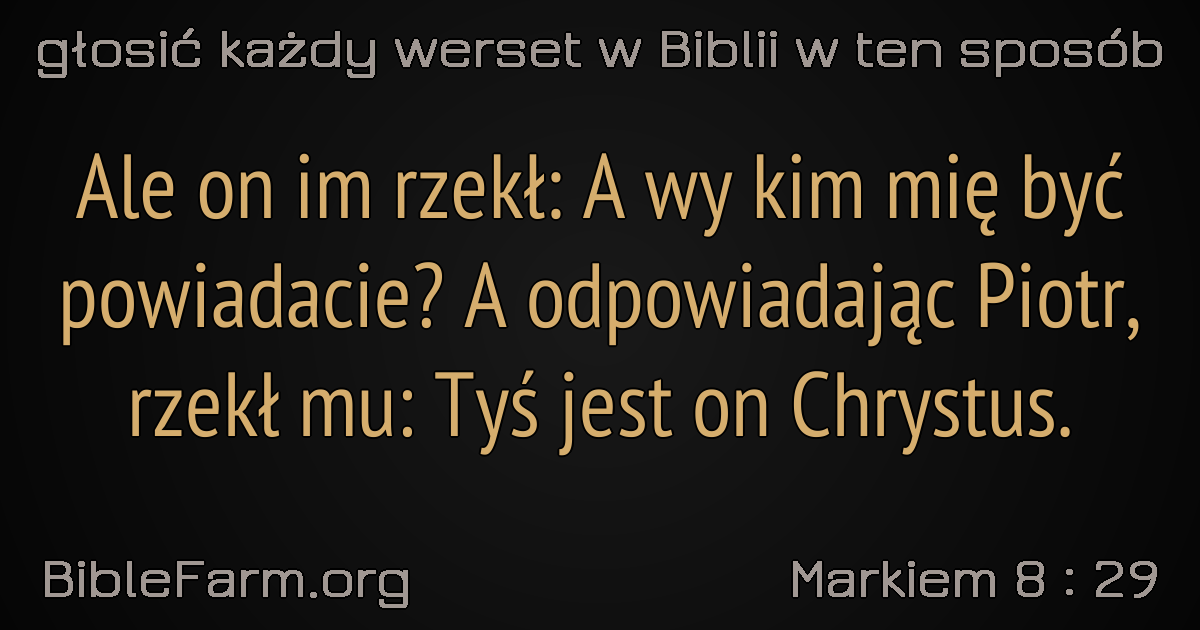 głosić każdy werset w Biblii w ten sposób
Ale on im rzekł: A wy kim mię być
powiadacie? A odpowiadając Piotr,
rzekł mu: Tyś jest on Chrystus.
BibleFarm.org
Markiem 8 : 29